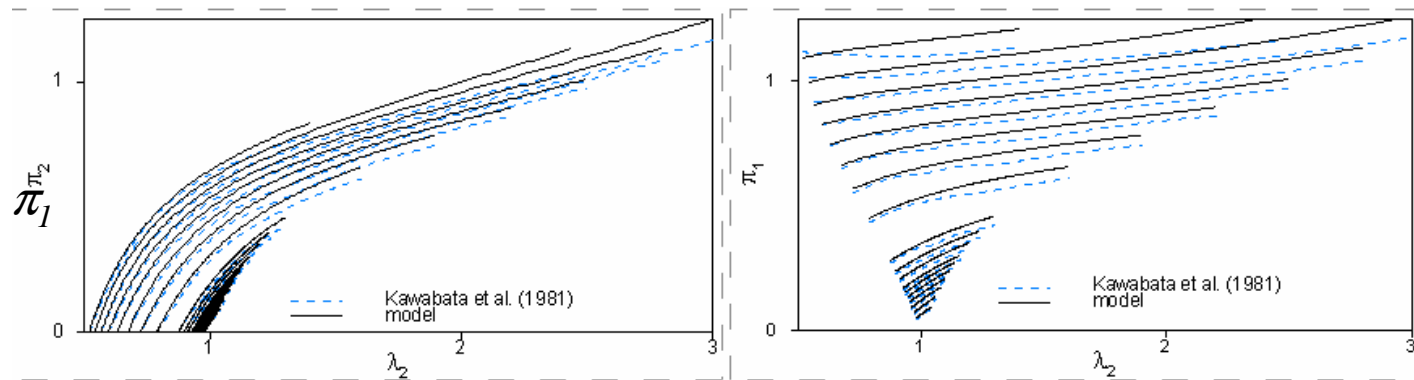 1
π₂
π₁
0
Kawabata et al. (1981)
model
1
2
3
λ₂
1
π₁
0
Kawabata et al. (1981)
model
1
2
3
λ₂